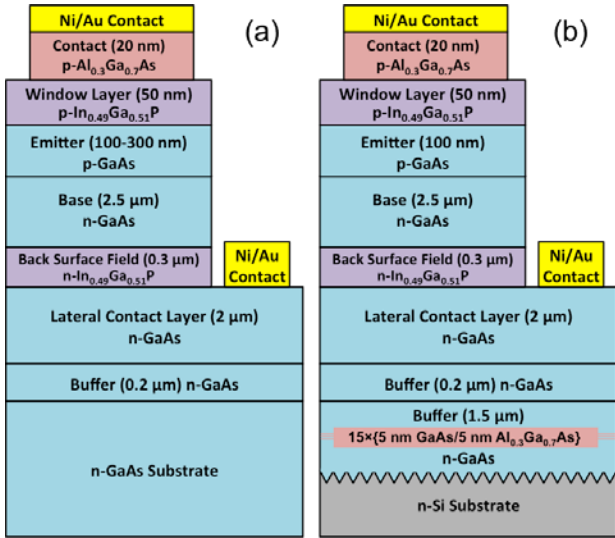 (a)
Ni/Au Contact
Contact (20 nm)
p-Al0.3Ga0.7As
Window Layer (50 nm)
p-In0.49Ga0.51P
Emitter (100-300 nm)
p-GaAs
Base (2.5 µm)
n-GaAs
Back Surface Field (0.3 µm)
n-In0.49Ga0.51P
Ni/Au
Contact
Lateral Contact Layer (2 µm)
n-GaAs
Buffer (0.2 µm) n-GaAs
n-GaAs Substrate
(b)
Ni/Au Contact
Contact (20 nm)
p-Al0.3Ga0.7As
Window Layer (50 nm)
p-In0.49Ga0.51P
Emitter (100 nm)
p-GaAs
Base (2.5 µm)
n-GaAs
Back Surface Field (0.3 µm)
n-In0.49Ga0.51P
Ni/Au
Contact
Lateral Contact Layer (2 µm)
n-GaAs
Buffer (0.2 µm) n-GaAs
Buffer (1.5 µm)
15×{5 nm GaAs/5 nm Al0.3Ga0.7As}
n-GaAs
n-Si Substrate